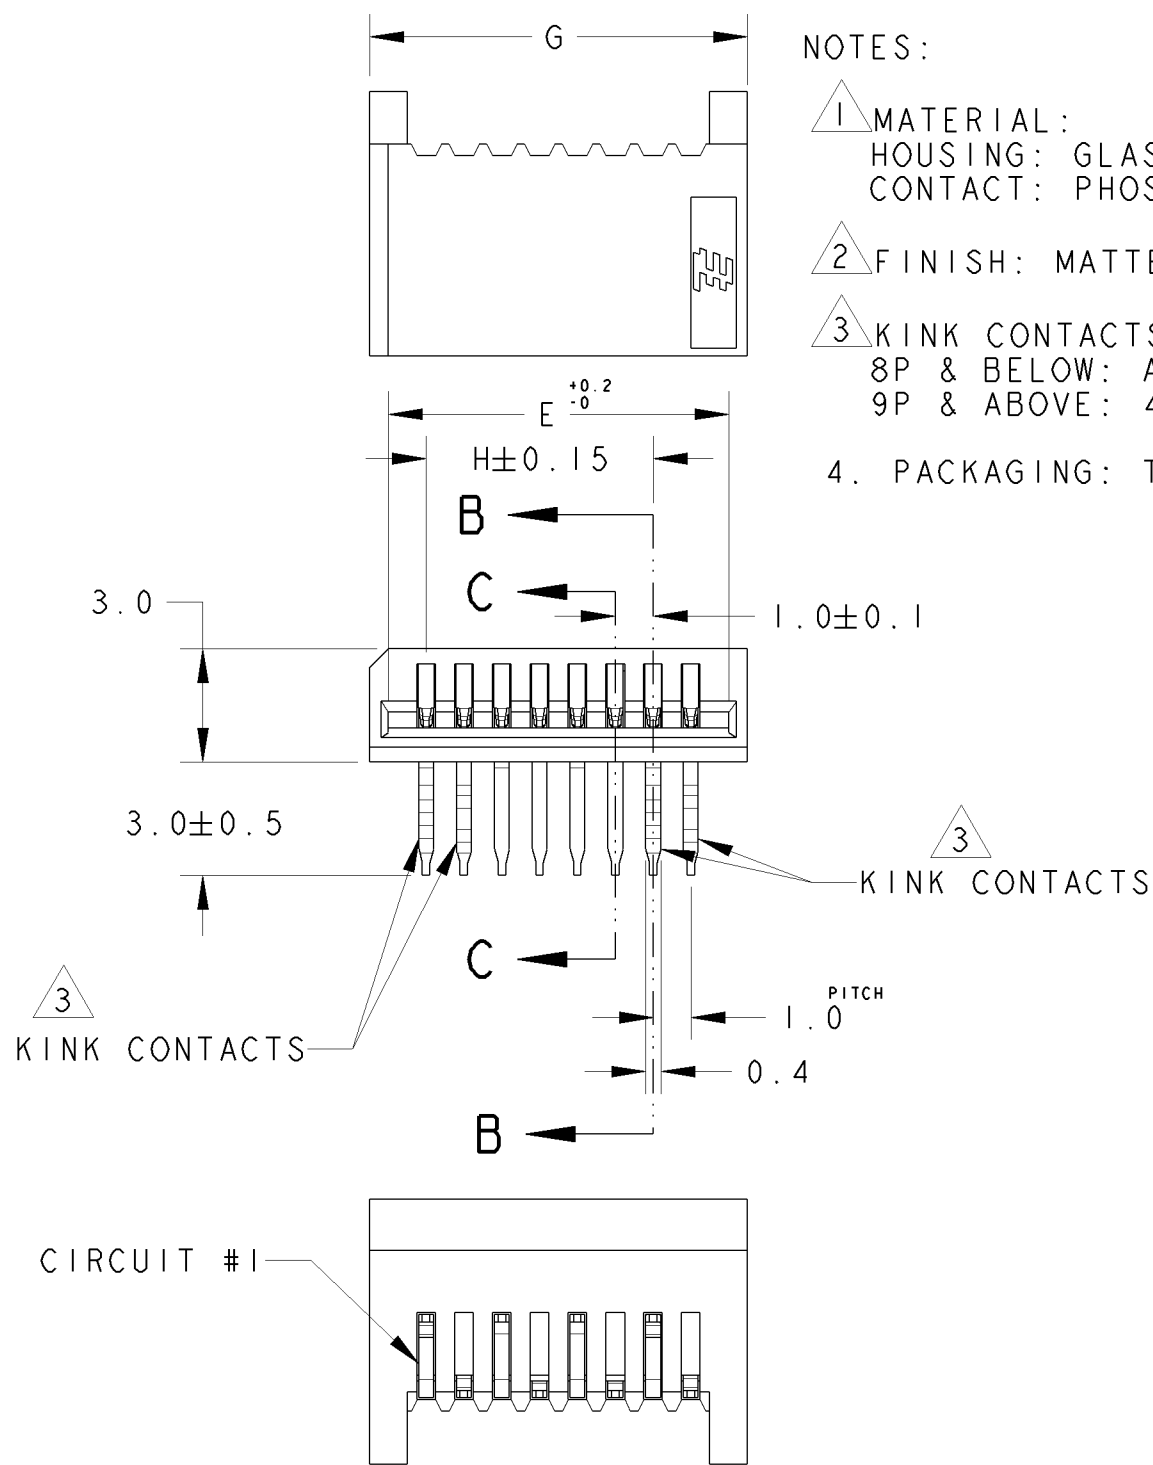 G
NOTES:
1 MATERIAL:
HOUSING: GLAS
CONTACT: PHOS
2 FINISH: MATTE
3 KINK CONTACTS
8P & BELOW: A
9P & ABOVE: 4
4. PACKAGING: T
E +0.2 -0
H±0.15
B
C
3.0
1.0±0.1
3.0±0.5
3
KINK CONTACTS
C
3
KINK CONTACTS
1.0 PITCH
0.4
B
CIRCUIT #1